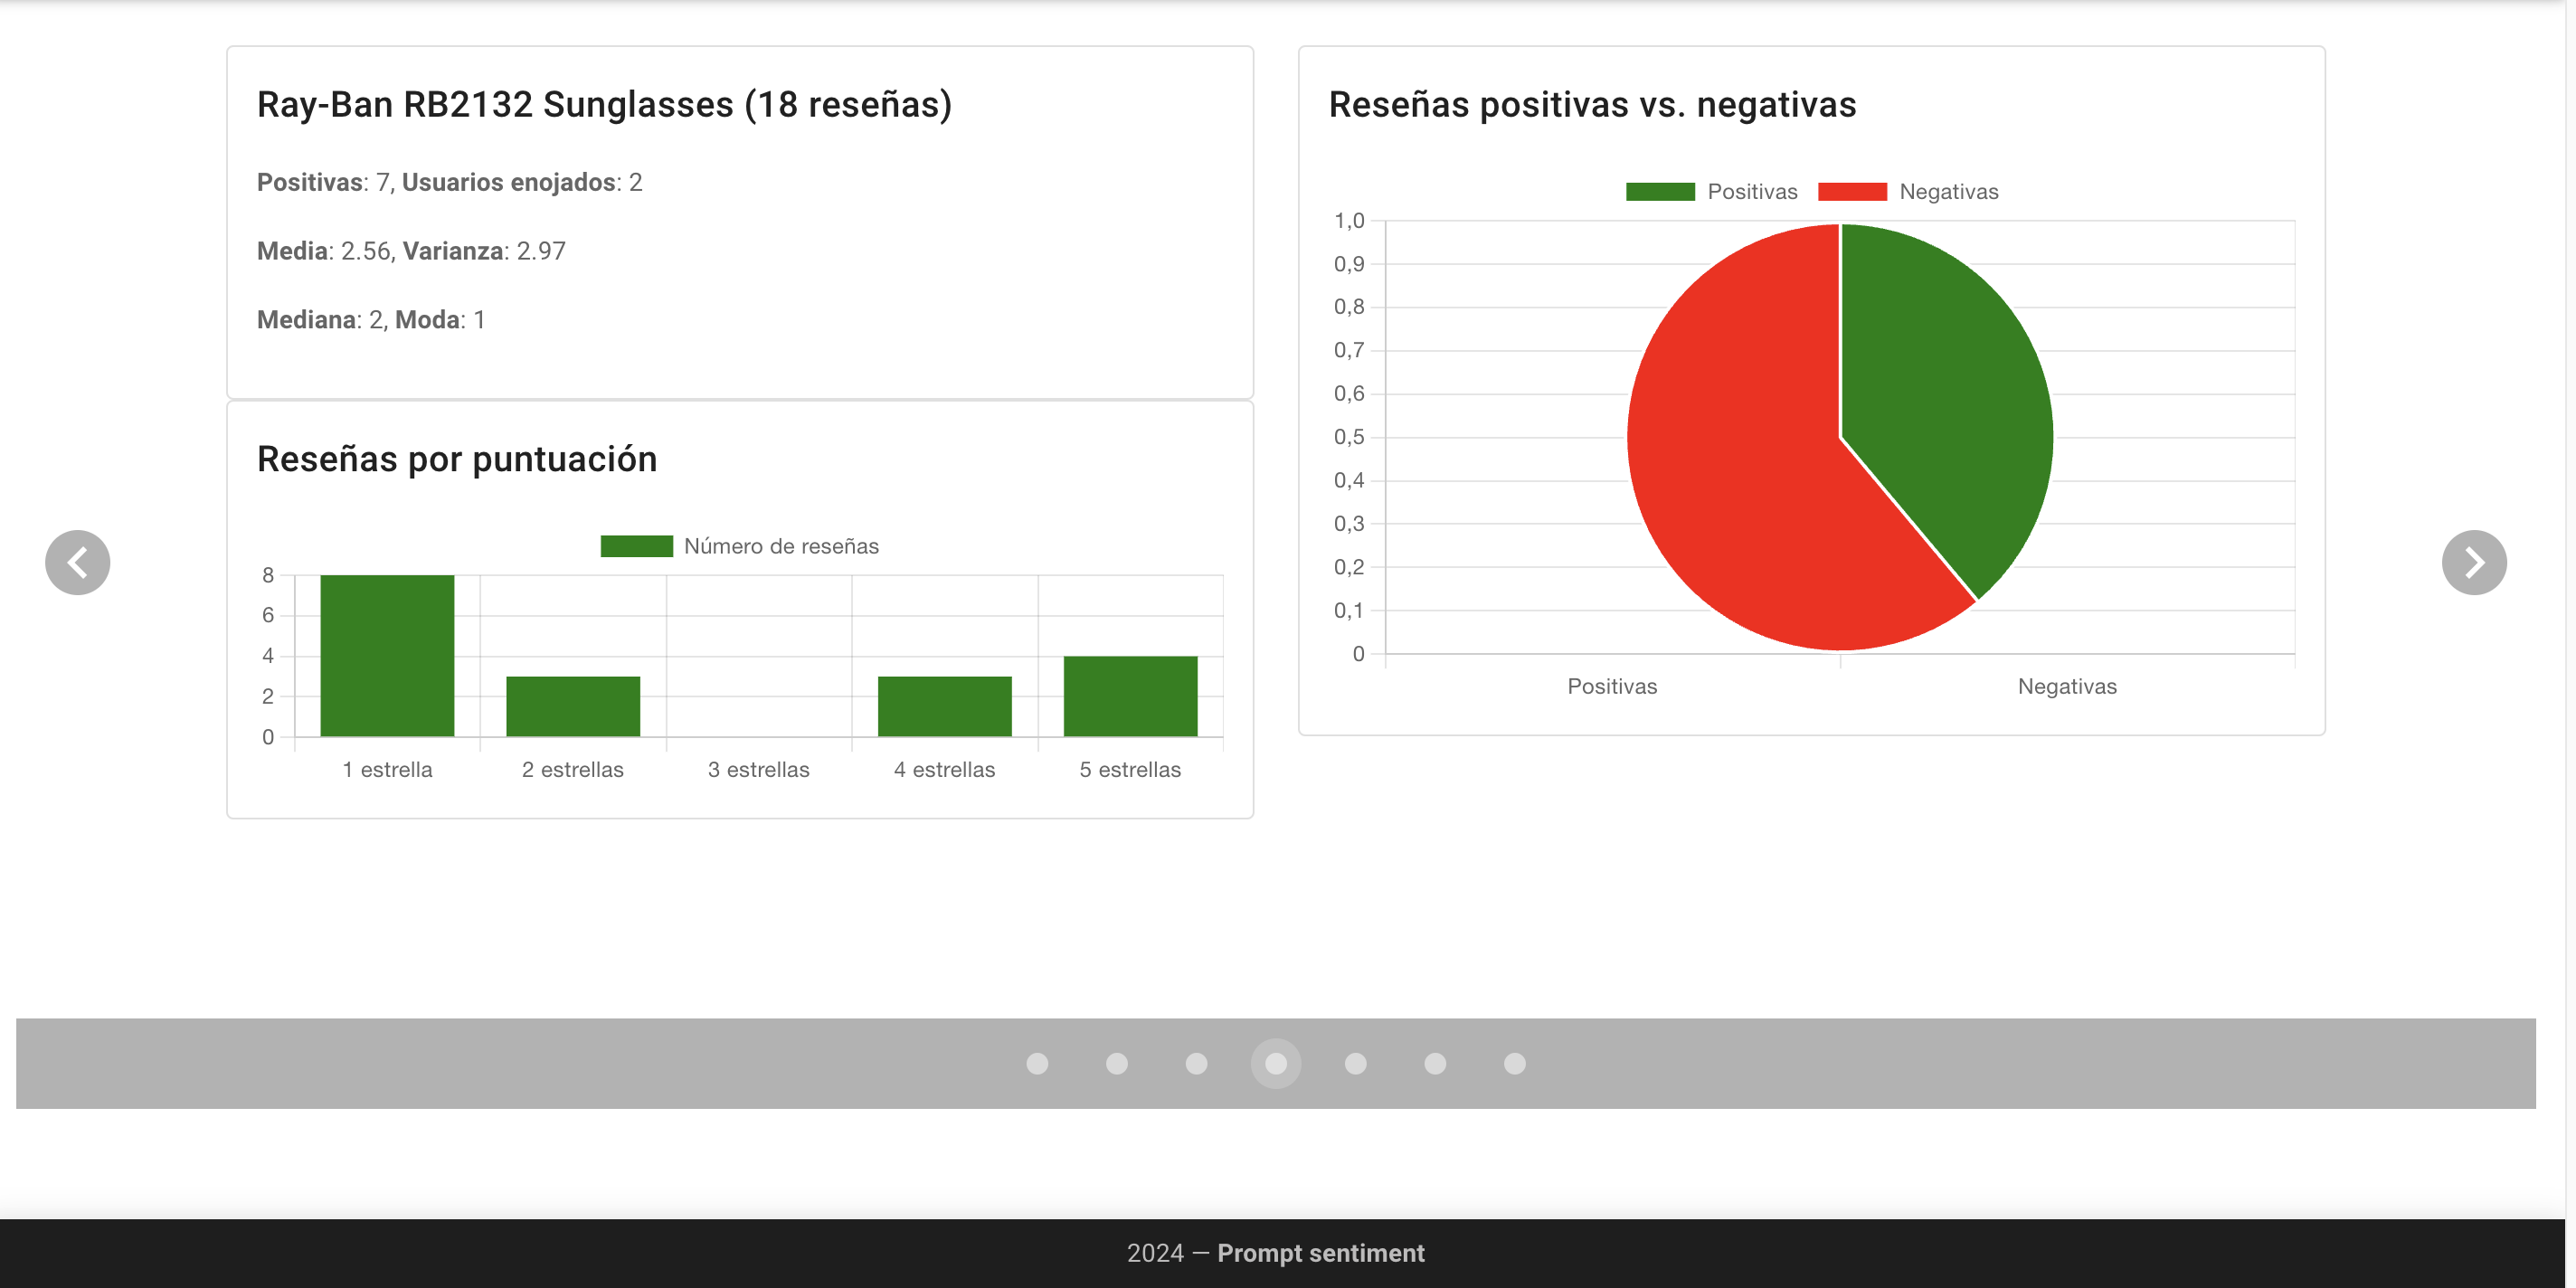 Ray-Ban RB2132 Sunglasses (18 reseñas)
Positivas: 7, Usuarios enojados: 2
Media: 2.56, Varianza: 2.97
Mediana: 2, Moda: 1
Reseñas por puntuación
Número de reseñas
8
6
4
2
0
1 estrella
2 estrellas
3 estrellas
4 estrellas
5 estrellas
Reseñas positivas vs. negativas
Positivas
Negativas
1,0
0,9
0,8
0,7
0,6
0,5
0,4
0,3
0,2
0,1
0
Positivas
Negativas
2024 — Prompt sentiment